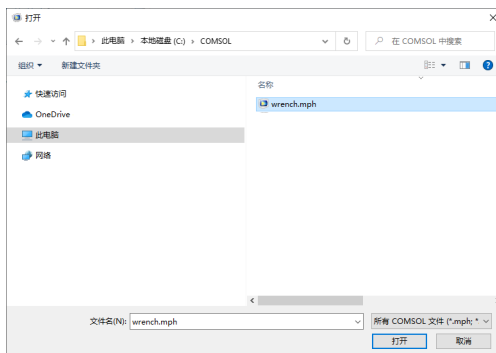 打开
此电脑 › 本地磁盘 (C:) › COMSOL
在 COMSOL 中搜索
组织 新建文件夹
名称
快速访问
wrench.mph
OneDrive
此电脑
网络
文件名(N): wrench.mph
所有 COMSOL 文件 (*.mph; *
打开 取消